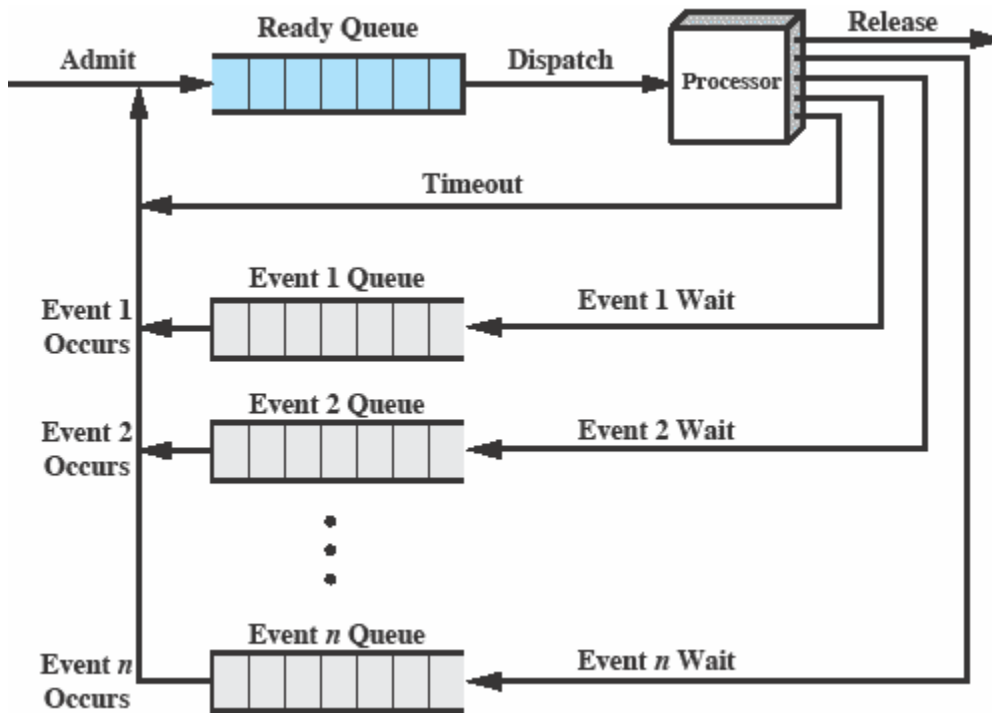 Ready Queue
Release
Admit
Dispatch
Processor
Timeout
Event 1 Queue
Event 1
Occurs
Event 1 Wait
Event 2 Queue
Event 2
Occurs
Event 2 Wait
Event n Queue
Event n
Occurs
Event n Wait